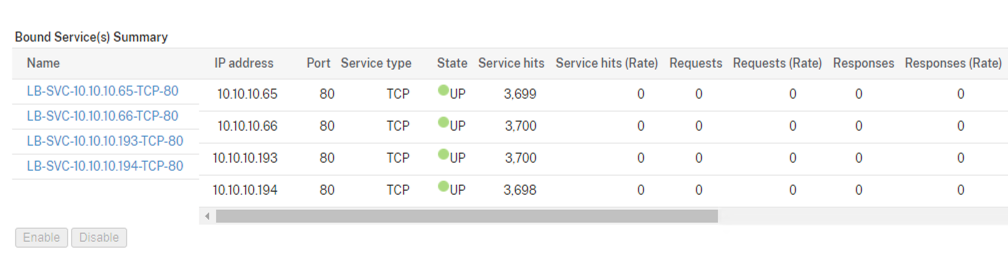 Bound Service(s) Summary
Name IP address Port Service type State Service hits Service hits (Rate) Requests Requests (Rate) Responses Responses (Rate)
LB-SVC-10.10.10.65-TCP-80 10.10.10.65 80 TCP UP 3,699 0 0 0 0 0
LB-SVC-10.10.10.66-TCP-80 10.10.10.66 80 TCP UP 3,700 0 0 0 0 0
LB-SVC-10.10.10.193-TCP-80 10.10.10.193 80 TCP UP 3,700 0 0 0 0 0
LB-SVC-10.10.10.194-TCP-80 10.10.10.194 80 TCP UP 3,698 0 0 0 0 0
Enable Disable